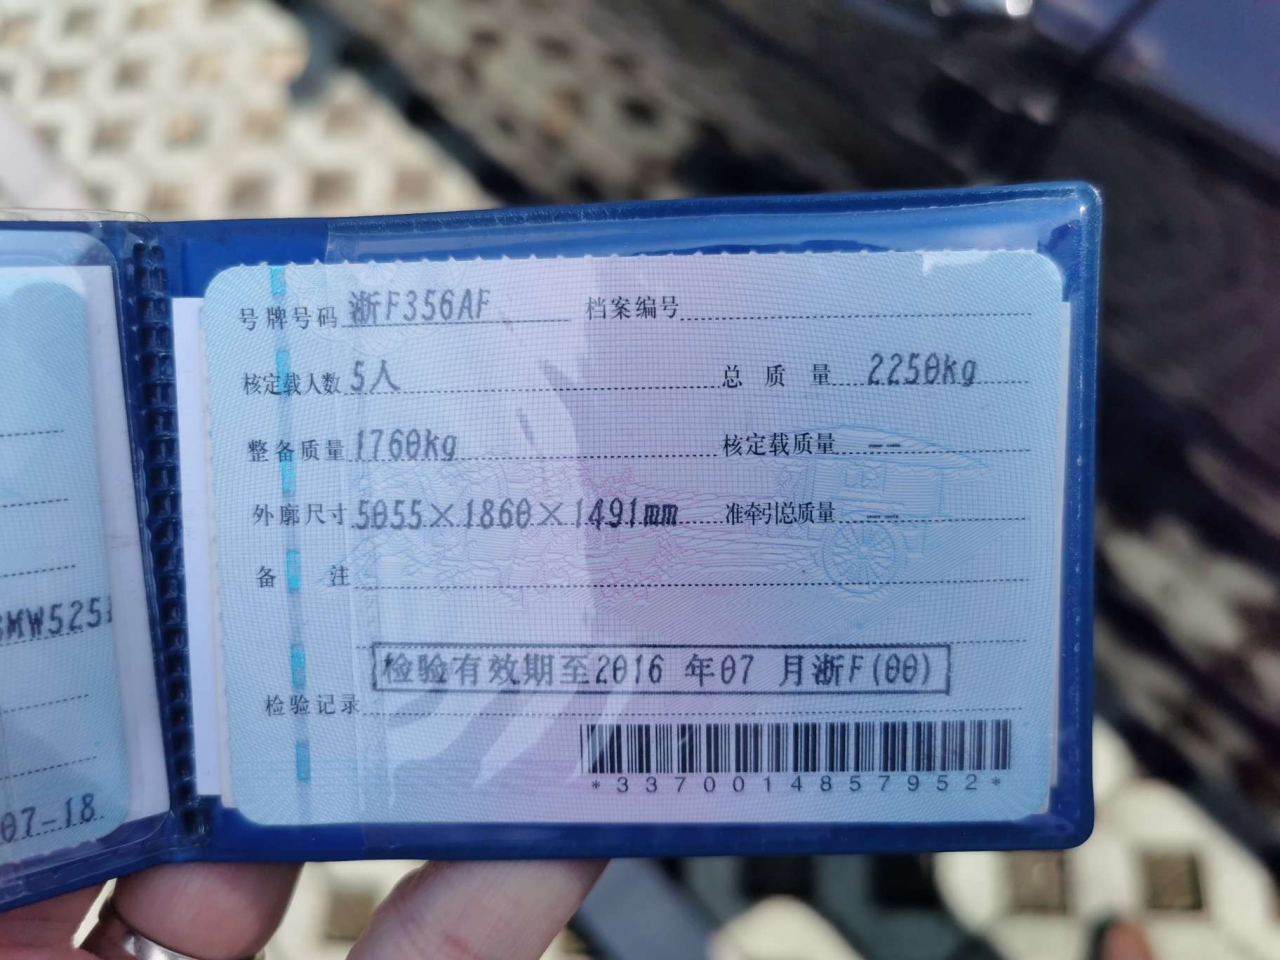 号牌号码 浙F356AF 档案编号
核定载人数 5人 总质量 2250kg
整备质量 1760kg 核定载质量 --
外廓尺寸 5055×1860×1491mm 准牵引总质量 --
备注
检验有效期至2016 年07 月浙F(00)
检验记录
*3370014857952*
MW525
07-18